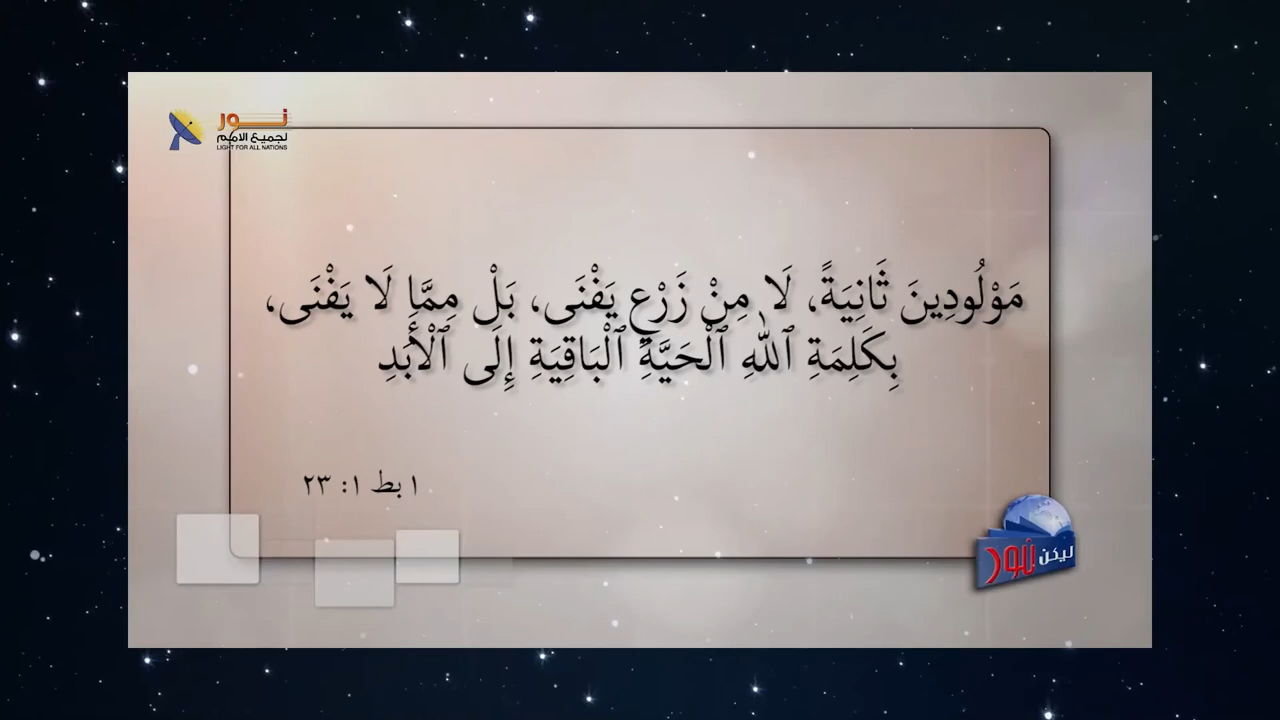 نور
لجميع الامم
LIGHT FOR ALL NATIONS
مَوْلُودِينَ ثَانِيَةً، لَا مِنْ زَرْعٍ يَفْنَى، بَلْ مِمَّا لَا يَفْنَى،
بِكَلِمَةِ ٱللهِ ٱلْحَيَّةِ ٱلْبَاقِيَةِ إِلَى ٱلْأَبَدِ
١ بط ١: ٢٣
ليكن نور